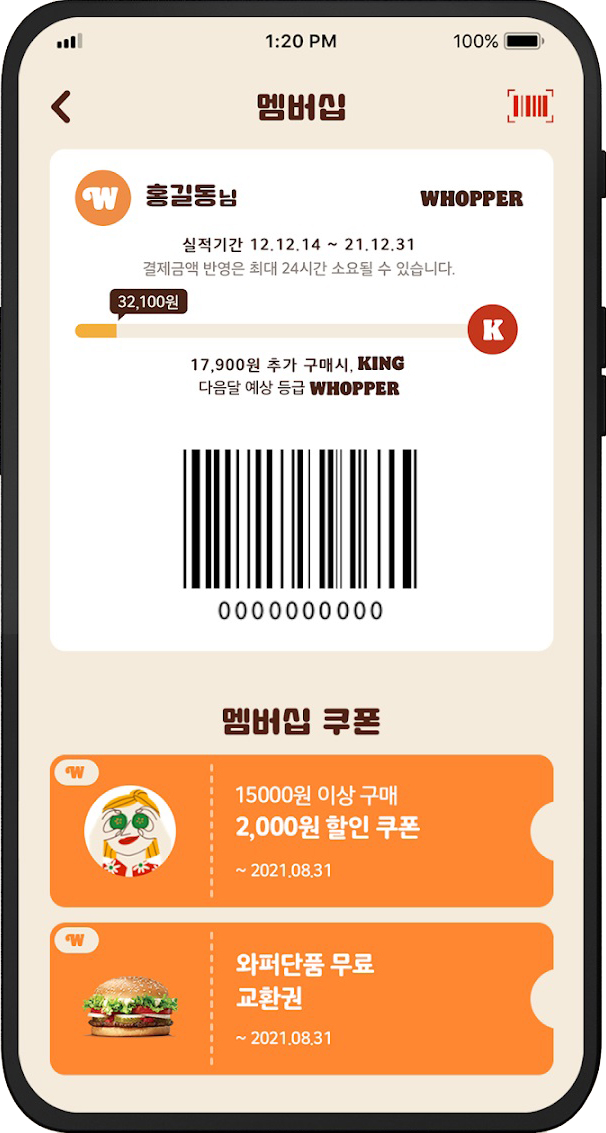 1:20 PM 100%
멤버십
W 홍길동님 WHOPPER
실적기간 12.12.14 ~ 21.12.31
결제금액 반영은 최대 24시간 소요될 수 있습니다.
32,100원
K
17,900원 추가 구매시, KING
다음달 예상 등급 WHOPPER
0000000000
멤버십 쿠폰
W
15000원 이상 구매
2,000원 할인 쿠폰
~ 2021.08.31
W
와퍼단품 무료
교환권
~ 2021.08.31